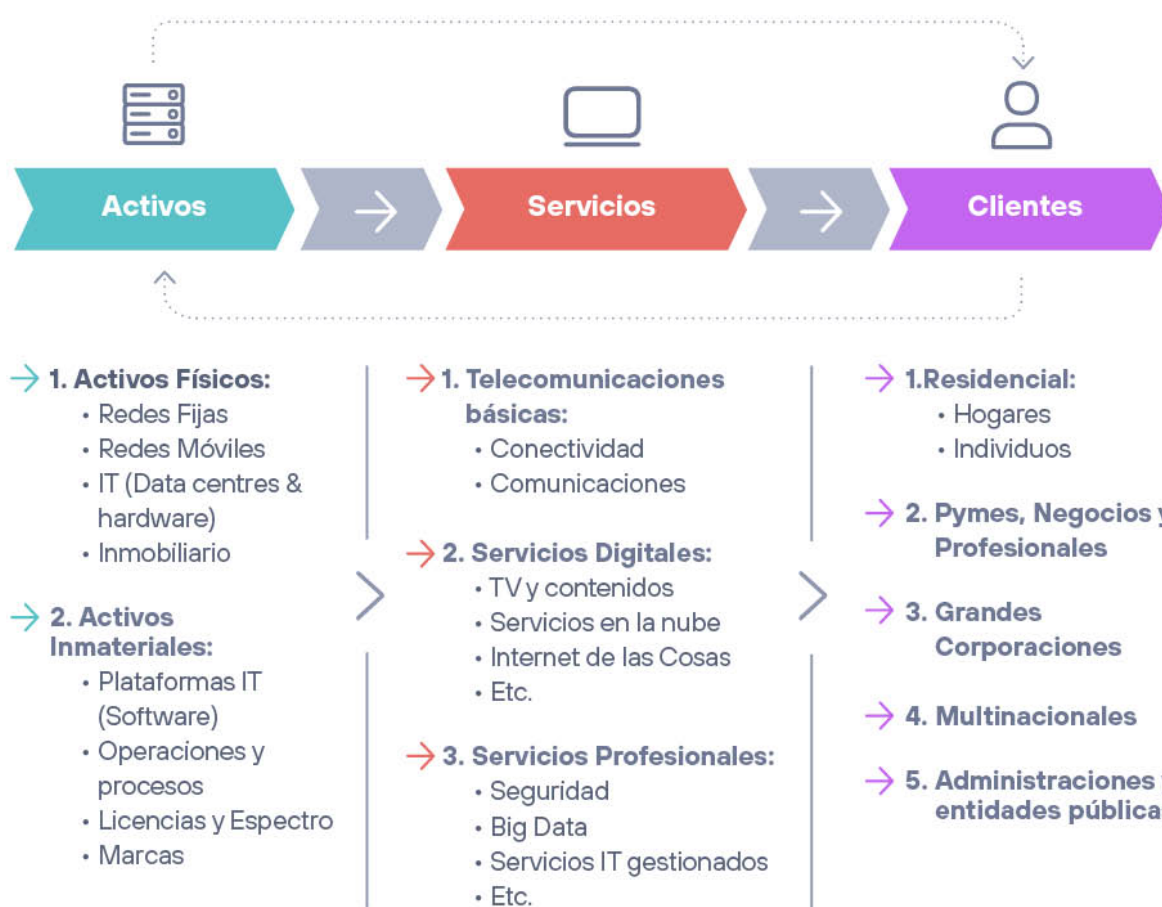 Activos
Servicios
Clientes
1. Activos Físicos:
• Redes Fijas
• Redes Móviles
• IT (Data centres &
hardware)
• Inmobiliario
2. Activos
Inmateriales:
• Plataformas IT
(Software)
• Operaciones y
procesos
• Licencias y Espectro
• Marcas
1. Telecomunicaciones
básicas:
• Conectividad
• Comunicaciones
2. Servicios Digitales:
• TV y contenidos
• Servicios en la nube
• Internet de las Cosas
• Etc.
3. Servicios Profesionales:
• Seguridad
• Big Data
• Servicios IT gestionados
• Etc.
1.Residencial:
• Hogares
• Individuos
2. Pymes, Negocios y
Profesionales
3. Grandes
Corporaciones
4. Multinacionales
5. Administraciones y
entidades pública